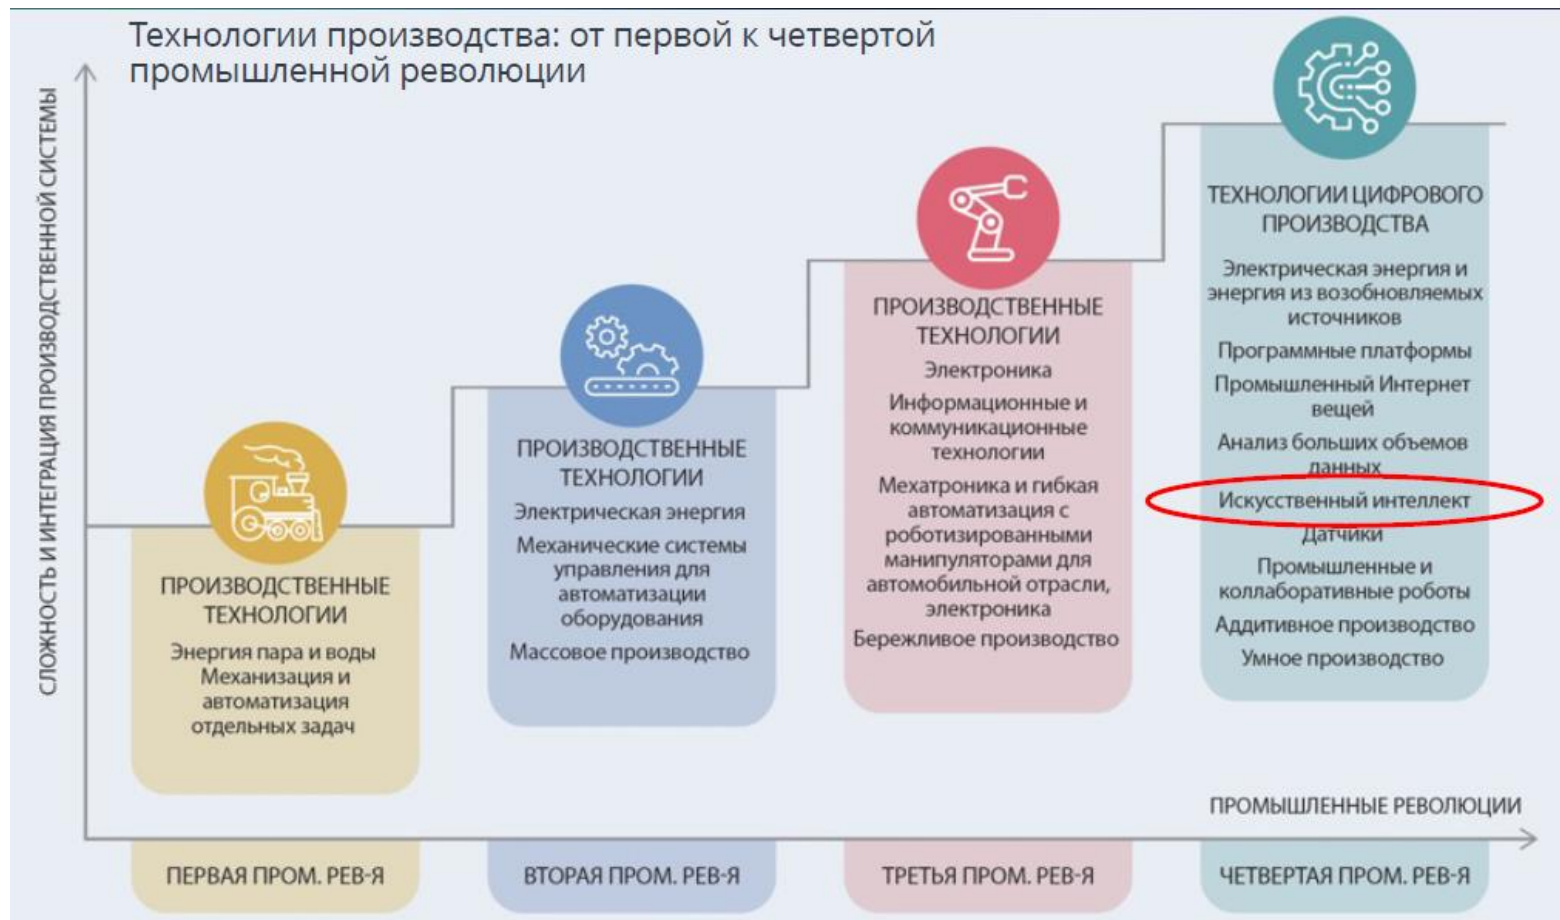 Технологии производства: от первой к четвертой
промышленной революции
СЛОЖНОСТЬ И ИНТЕГРАЦИЯ ПРОИЗВОДСТВЕННОЙ СИСТЕМЫ
ПРОИЗВОДСТВЕННЫЕ
ТЕХНОЛОГИИ
Энергия пара и воды
Механизация и
автоматизация
отдельных задач
ПРОИЗВОДСТВЕННЫЕ
ТЕХНОЛОГИИ
Электрическая энергия
Механические системы
управления для
автоматизации
оборудования
Массовое производство
ПРОИЗВОДСТВЕННЫЕ
ТЕХНОЛОГИИ
Электроника
Информационные и
коммуникационные
технологии
Мехатроника и гибкая
автоматизация с
роботизированными
манипуляторами для
автомобильной отрасли,
электроника
Бережливое производство
ТЕХНОЛОГИИ ЦИФРОВОГО
ПРОИЗВОДСТВА
Электрическая энергия и
энергия из возобновляемых
источников
Программные платформы
Промышленный Интернет
вещей
Анализ больших объемов
данных
Искусственный интеллект
Датчики
Промышленные и
коллаборативные роботы
Аддитивное производство
Умное производство
ПРОМЫШЛЕННЫЕ РЕВОЛЮЦИИ
ПЕРВАЯ ПРОМ. РЕВ-Я
ВТОРАЯ ПРОМ. РЕВ-Я
ТРЕТЬЯ ПРОМ. РЕВ-Я
ЧЕТВЕРТАЯ ПРОМ. РЕВ-Я